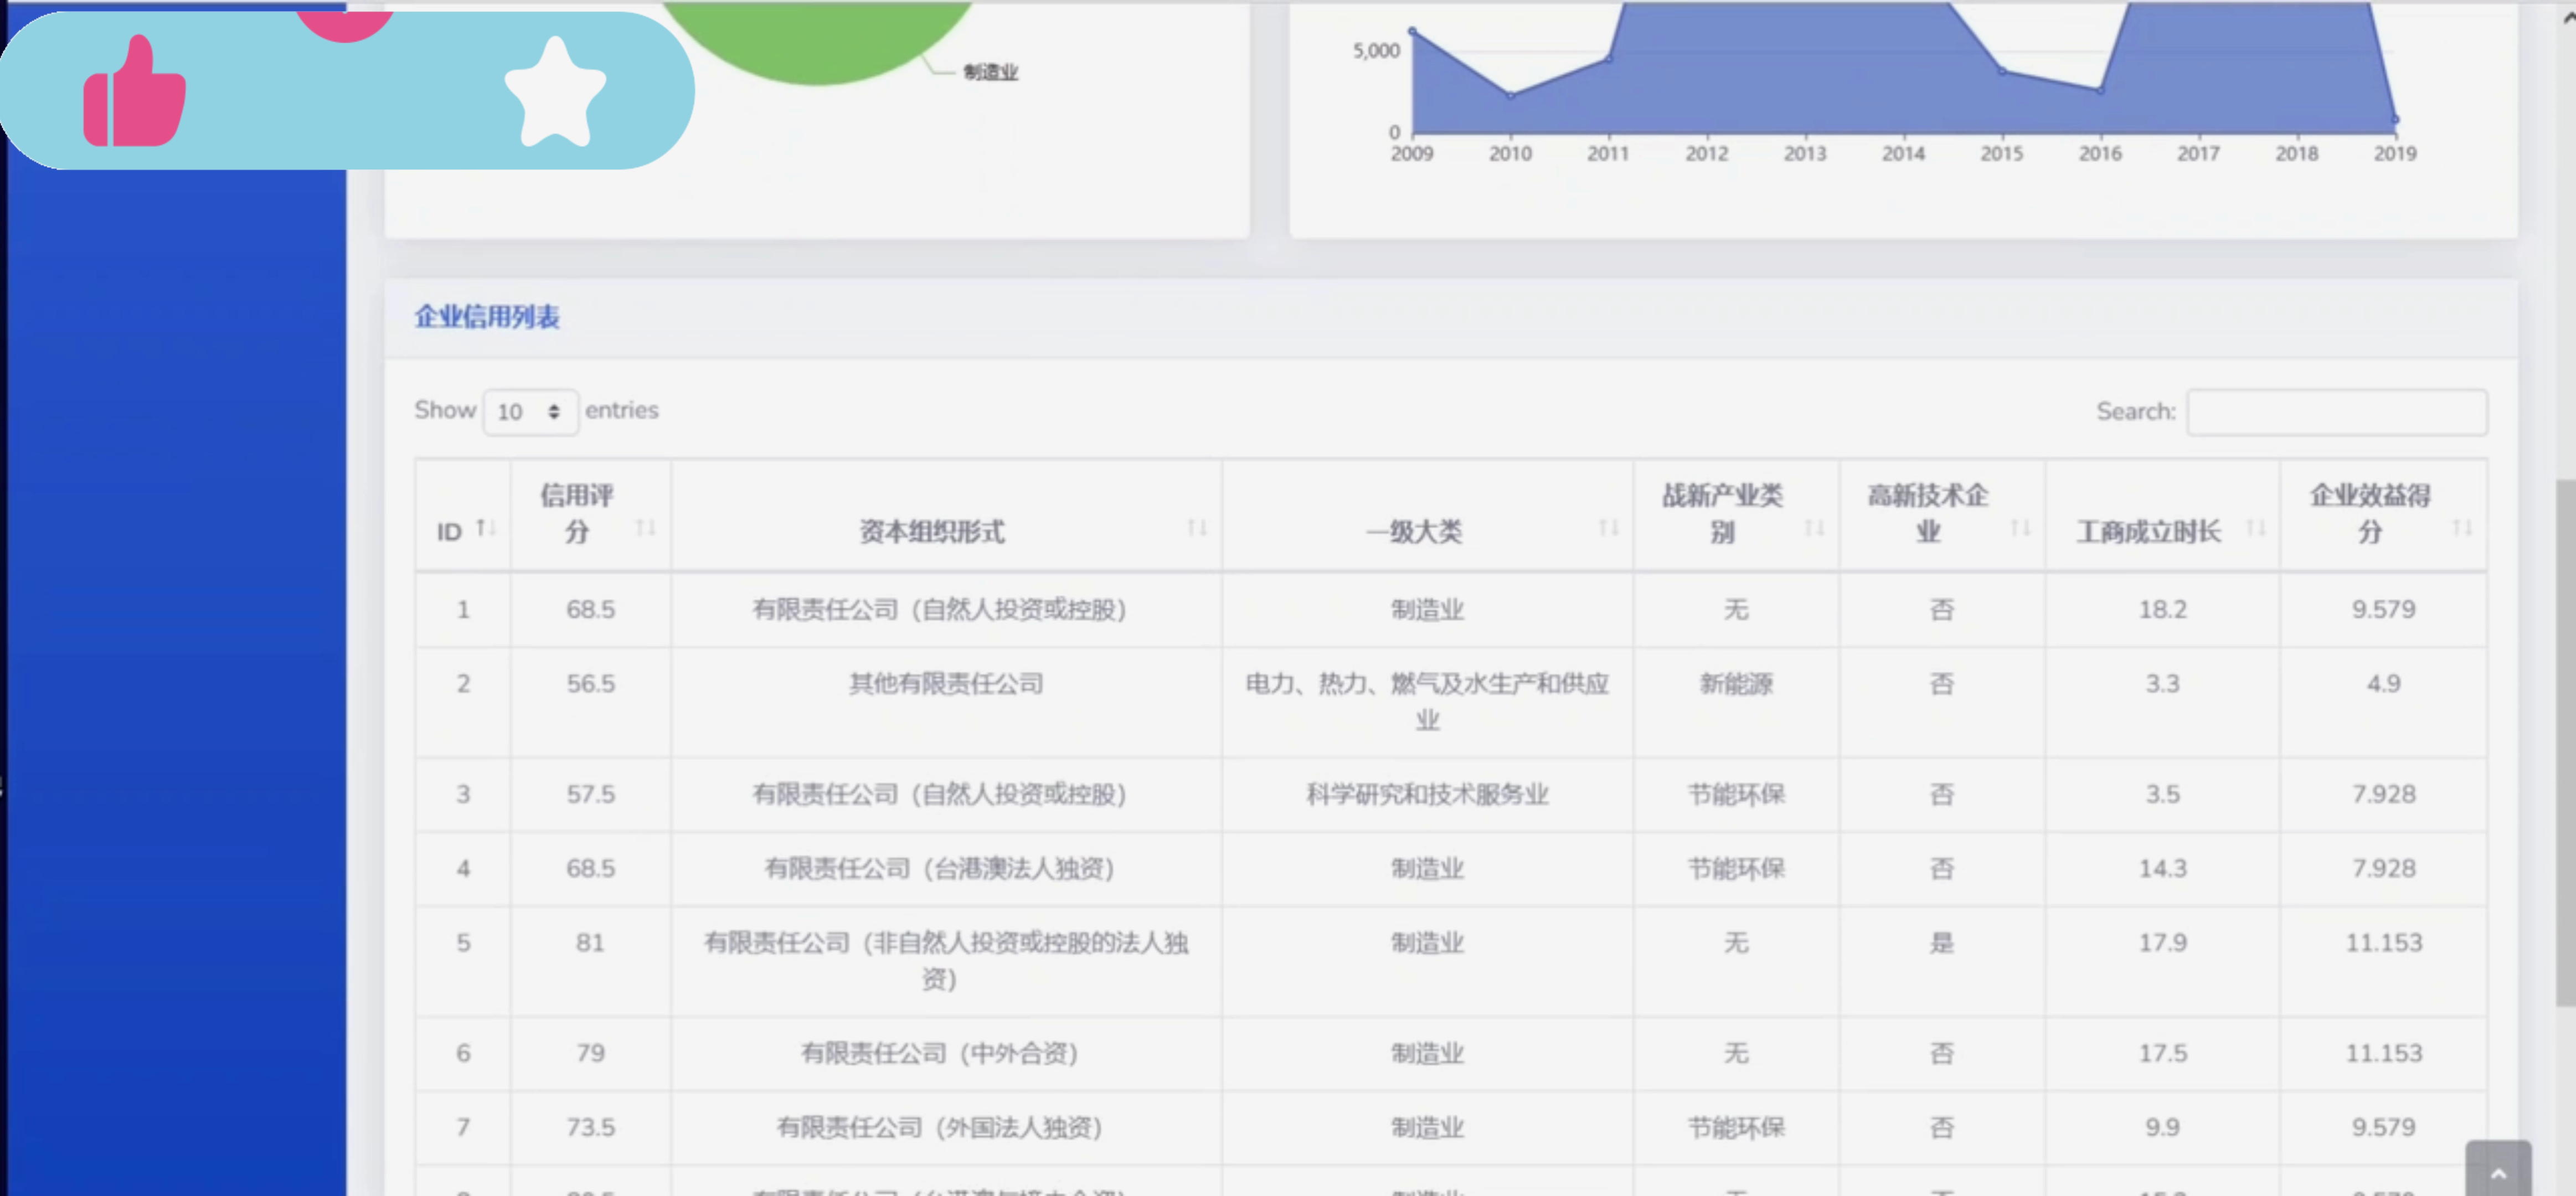 制造业
5,000
0
2009 2010 2011 2012 2013 2014 2015 2016 2017 2018 2019
企业信用列表
Show 10 entries
Search:
ID 信用评分 资本组织形式 一级大类 战新产业类别 高新技术企业 工商成立时长 企业效益得分
1 68.5 有限责任公司（自然人投资或控股） 制造业 无 否 18.2 9.579
2 56.5 其他有限责任公司 电力、热力、燃气及水生产和供应业 新能源 否 3.3 4.9
3 57.5 有限责任公司（自然人投资或控股） 科学研究和技术服务业 节能环保 否 3.5 7.928
4 68.5 有限责任公司（台港澳法人独资） 制造业 节能环保 否 14.3 7.928
5 81 有限责任公司（非自然人投资或控股的法人独资） 制造业 无 是 17.9 11.153
6 79 有限责任公司（中外合资） 制造业 无 否 17.5 11.153
7 73.5 有限责任公司（外国法人独资） 制造业 节能环保 否 9.9 9.579